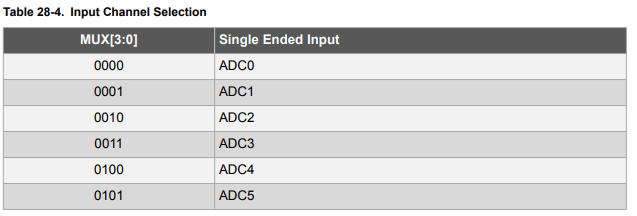 Table 28-4. Input Channel Selection
MUX[3:0] Single Ended Input
0000 ADC0
0001 ADC1
0010 ADC2
0011 ADC3
0100 ADC4
0101 ADC5